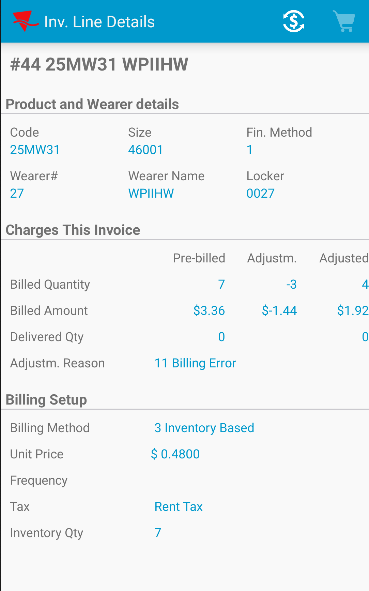 Inv. Line Details
#44 25MW31 WPIIHW
Product and Wearer details
Code Size Fin. Method
25MW31 46001 1
Wearer# Wearer Name Locker
27 WPIIHW 0027
Charges This Invoice
Pre-billed Adjustm. Adjusted
Billed Quantity 7 -3 4
Billed Amount $3.36 $-1.44 $1.92
Delivered Qty 0 0
Adjustm. Reason 11 Billing Error
Billing Setup
Billing Method 3 Inventory Based
Unit Price $ 0.4800
Frequency
Tax Rent Tax
Inventory Qty 7